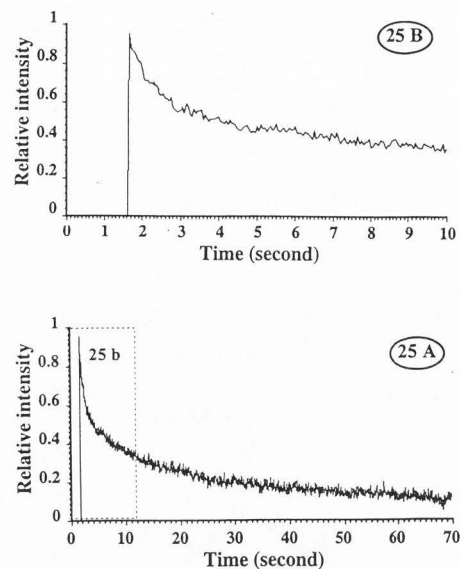 25 B
Relative intensity
1
0.8
0.6
0.4
0.2
0
0 1 2 3 4 5 6 7 8 9 10
Time (second)
25 A
25 b
Relative intensity
1
0.8
0.6
0.4
0.2
0
0 10 20 30 40 50 60 70
Time (second)